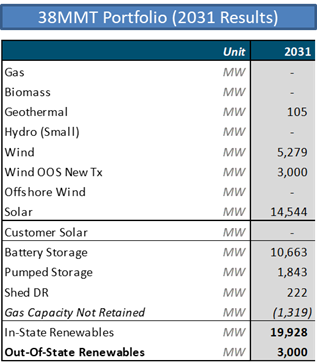 38MMT Portfolio (2031 Results)
Unit 2031
Gas MW -
Biomass MW -
Geothermal MW 105
Hydro (Small) MW -
Wind MW 5,279
Wind OOS New Tx MW 3,000
Offshore Wind MW -
Solar MW 14,544
Customer Solar MW -
Battery Storage MW 10,663
Pumped Storage MW 1,843
Shed DR MW 222
Gas Capacity Not Retained MW (1,319)
In-State Renewables MW 19,928
Out-Of-State Renewables MW 3,000